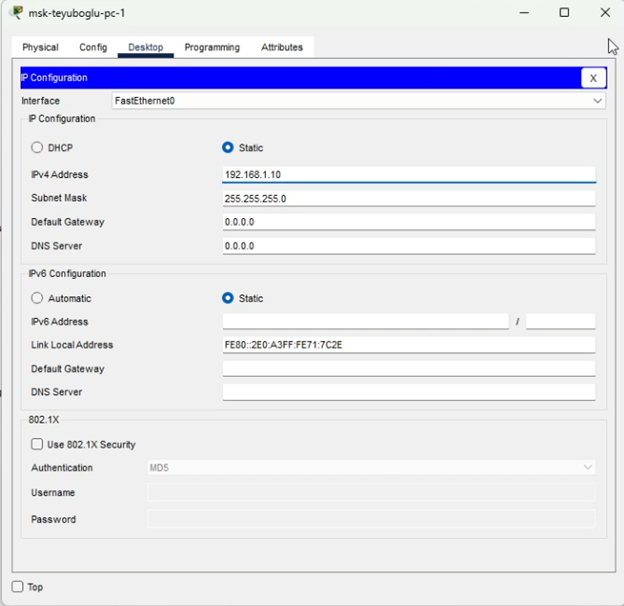 msk-teyuboglu-pc-1
Physical Config Desktop Programming Attributes
IP Configuration X
Interface FastEthernet0
IP Configuration
DHCP Static
IPv4 Address 192.168.1.10
Subnet Mask 255.255.255.0
Default Gateway 0.0.0.0
DNS Server 0.0.0.0
IPv6 Configuration
Automatic Static
IPv6 Address /
Link Local Address FE80::2E0:A3FF:FE71:7C2E
Default Gateway
DNS Server
802.1X
Use 802.1X Security
Authentication MD5
Username
Password
Top